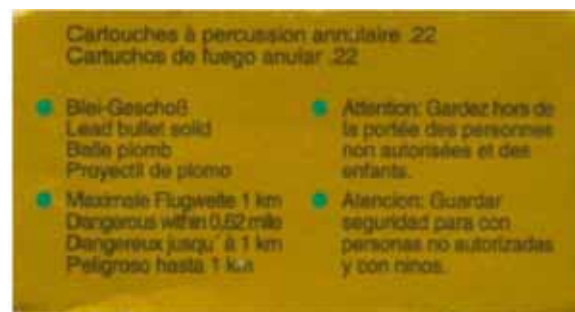 Cartouches à percussion annulaire .22
Cartuchos de fuego anular .22
Blei-Geschoß
Lead bullet solid
Balle plomb
Proyectil de plomo
Maximale Flugweite 1 km
Dangerous within 0,62 mile
Dangereux jusqu´ à 1 km
Peligroso hasta 1 km
Attention: Gardez hors de
la portée des personnes
non autorisées et des
enfants.
Atencion: Guardar
seguridad para con
personas no autorizadas
y con ninos.